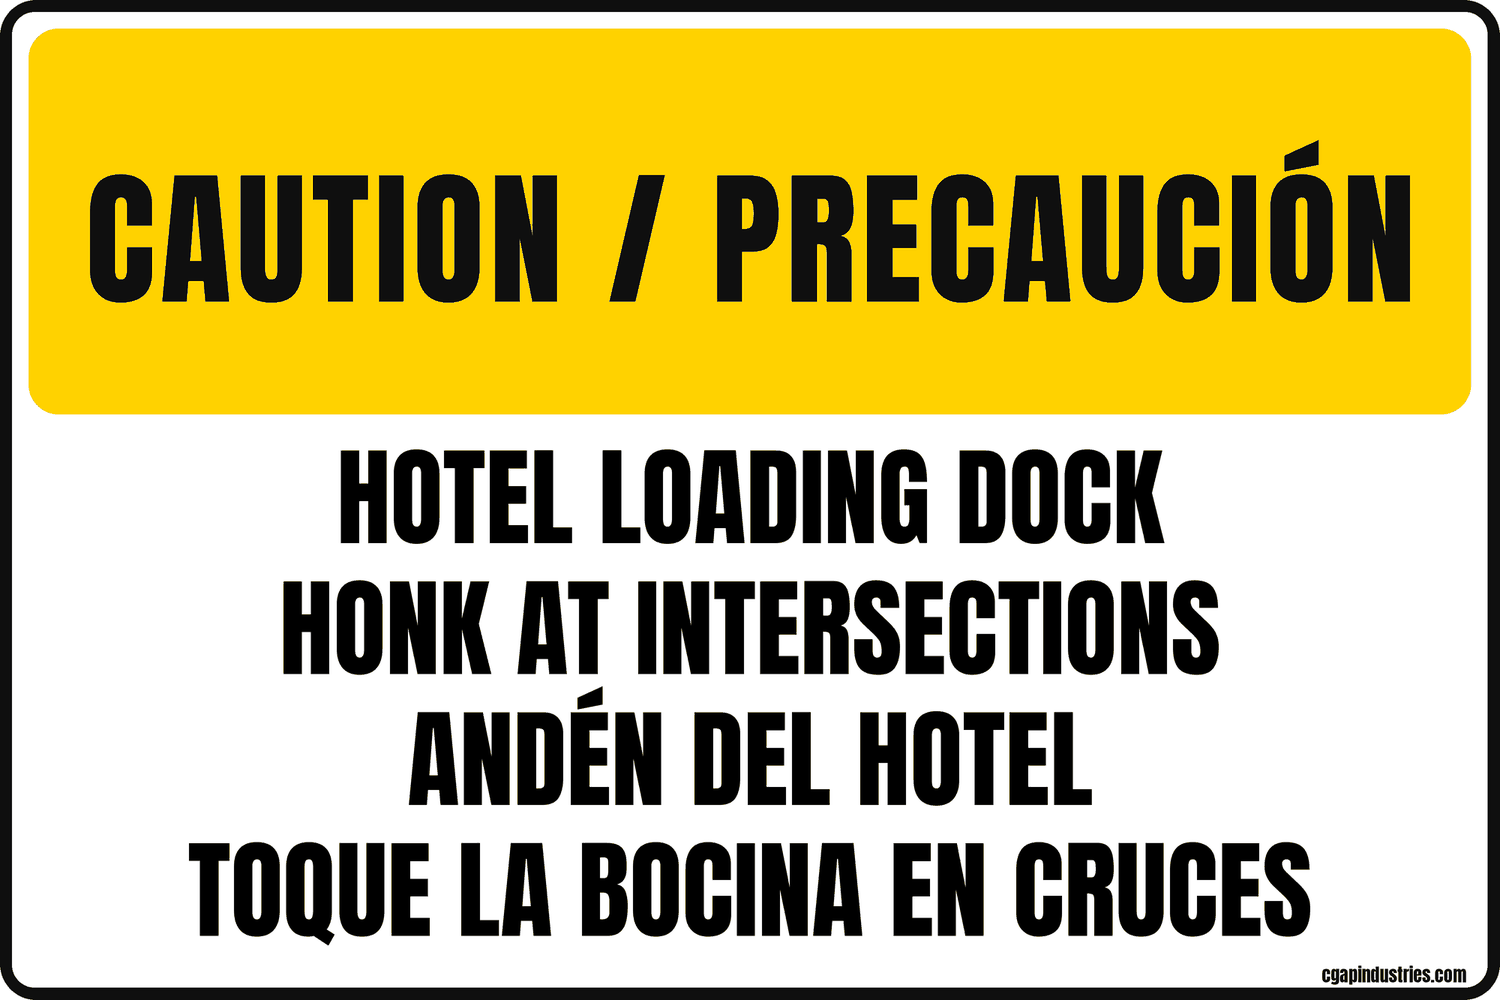 CAUTION / PRECAUCIÓN
HOTEL LOADING DOCK
HONK AT INTERSECTIONS
ANDÉN DEL HOTEL
TOQUE LA BOCINA EN CRUCES
cgapindustries.com